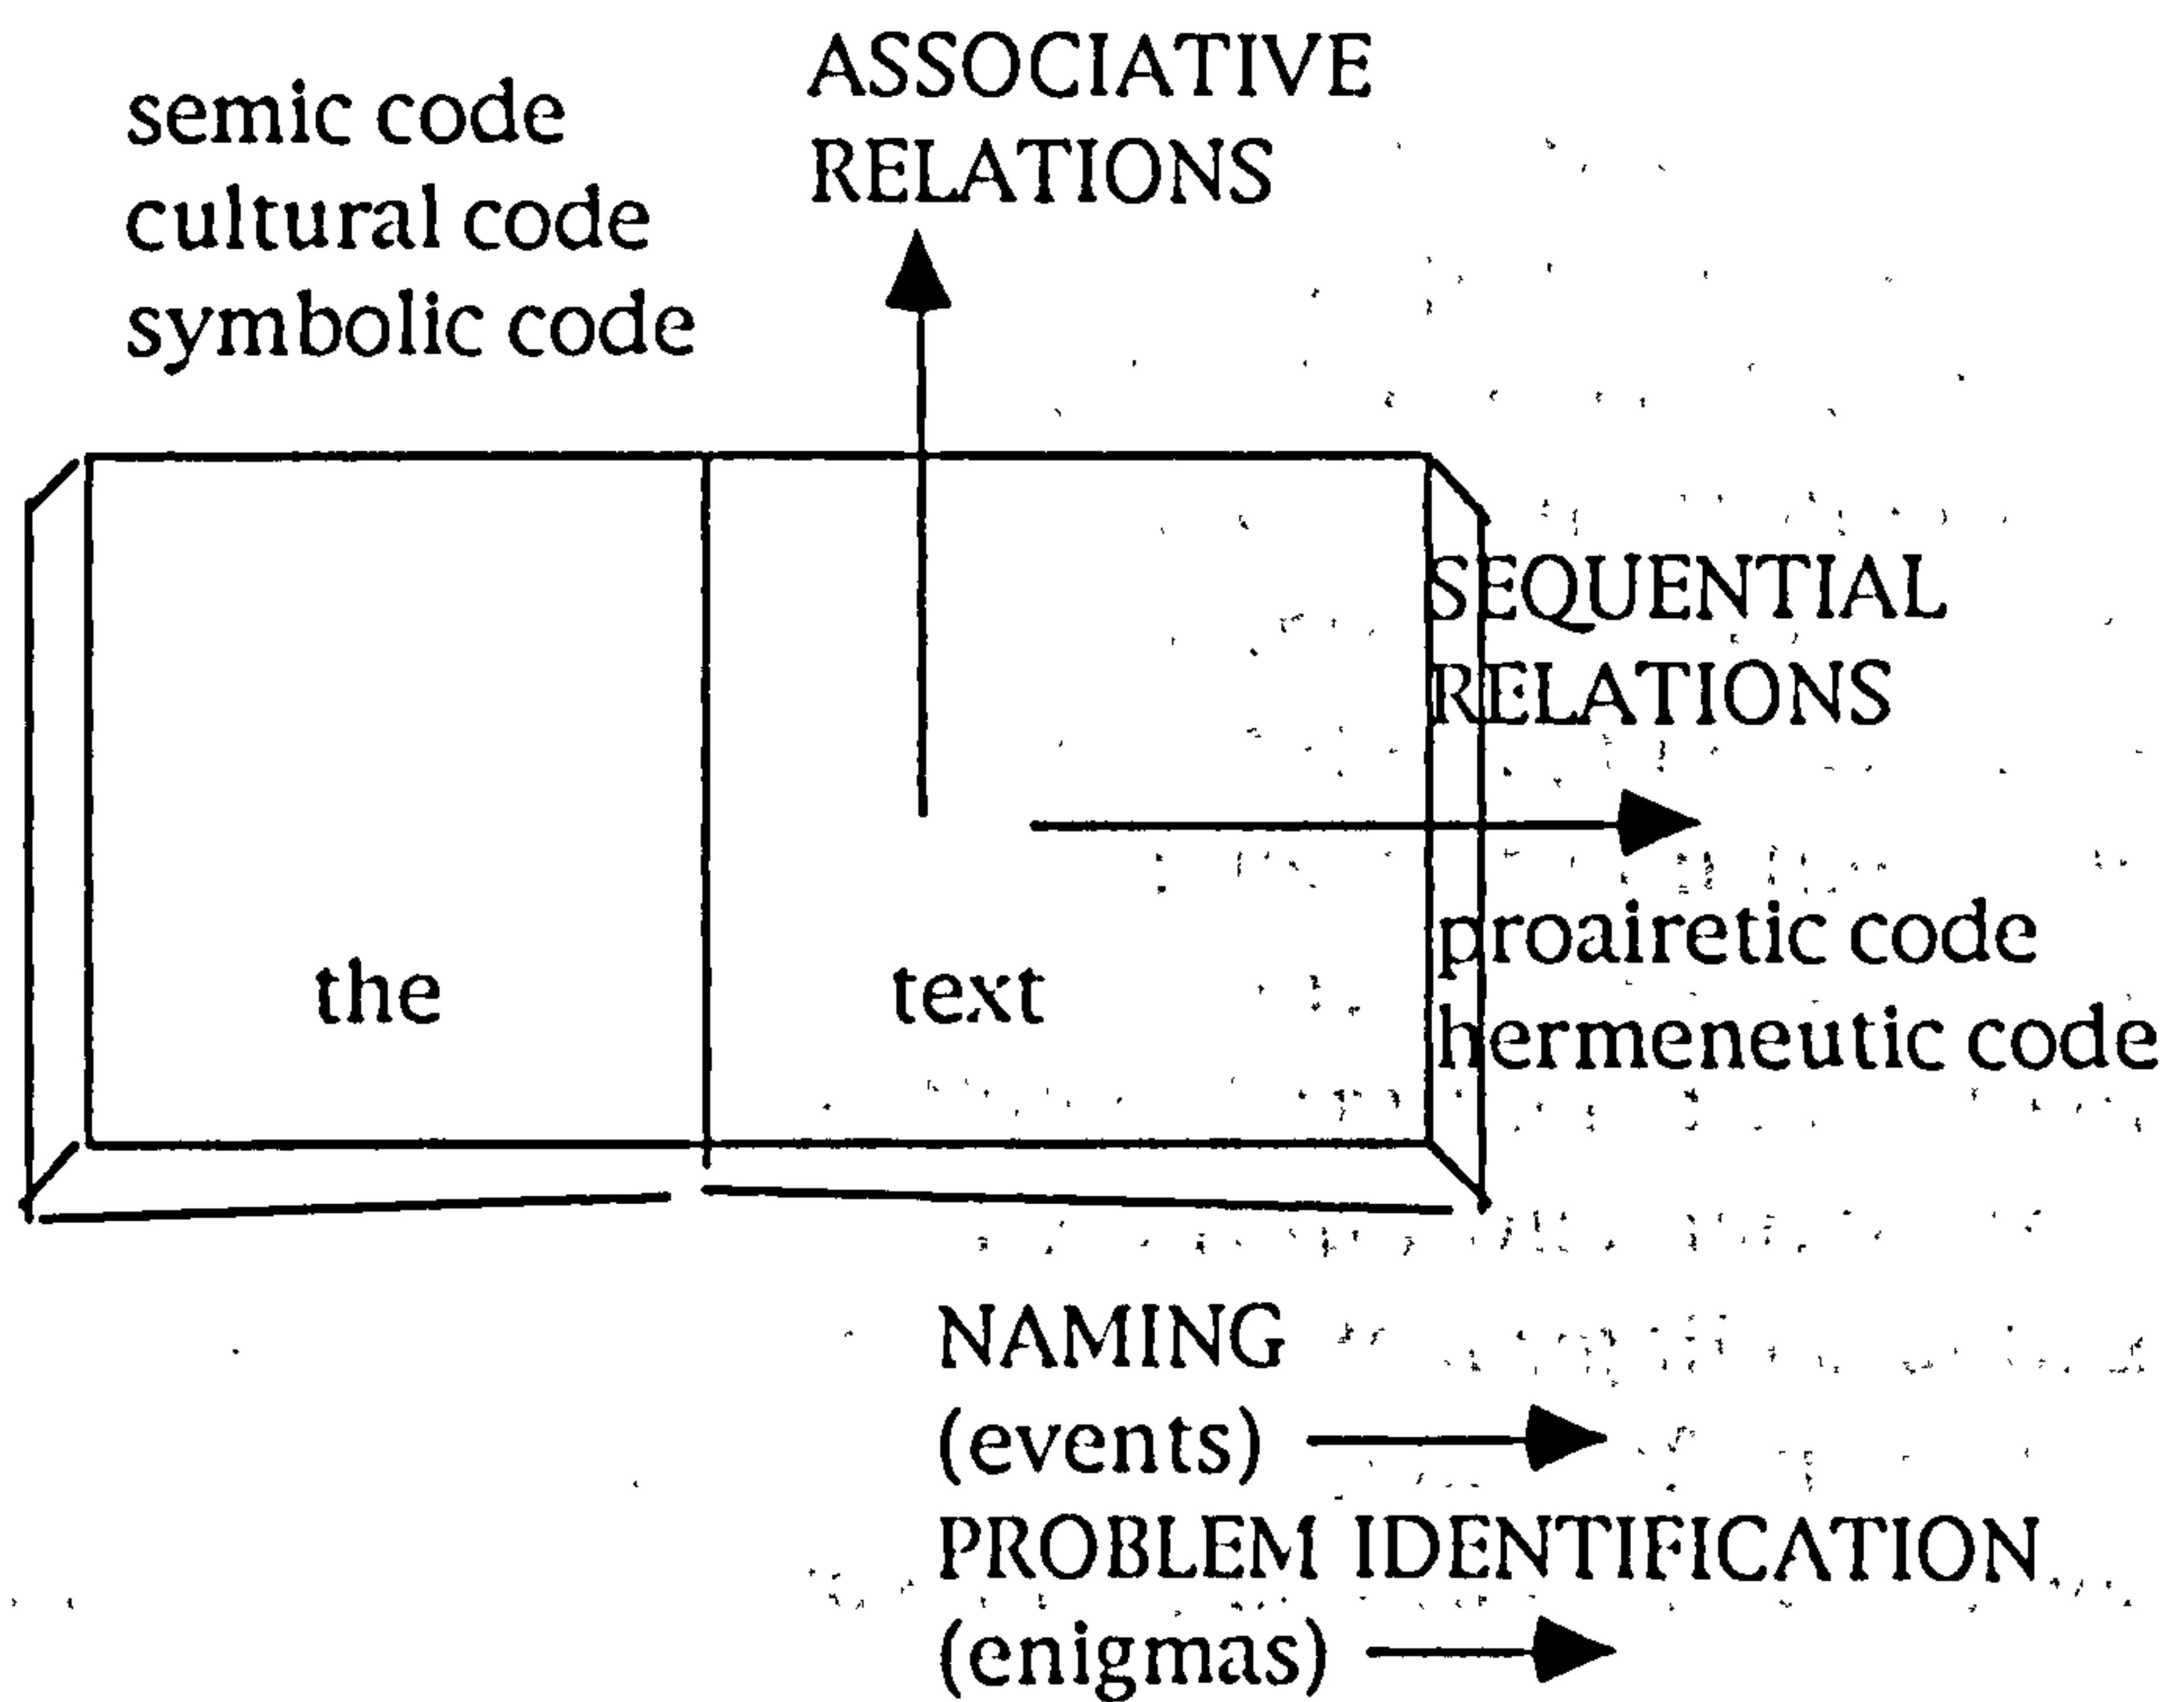 semic code
cultural code
symbolic code
ASSOCIATIVE
RELATIONS
SEQUENTIAL
RELATIONS
the
text
proairetic code
hermeneutic code
NAMING
(events)
PROBLEM IDENTIFICATION
(enigmas)